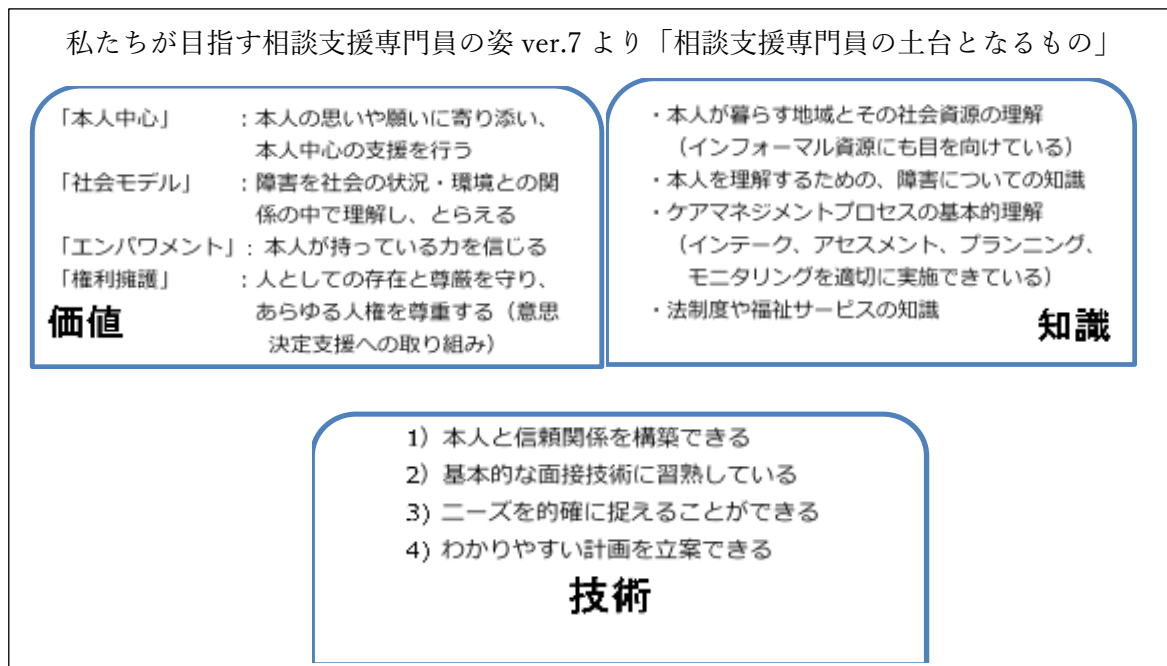 私たちが目指す相談支援専門員の姿 ver.7 より「相談支援専門員の土台となるもの」
「本人中心」　：本人の思いや願いに寄り添い、
本人中心の支援を行う
「社会モデル」　：障害を社会の状況・環境との関
係の中で理解し、とらえる
「エンパワメント」：本人が持っている力を信じる
「権利擁護」　：人としての存在と尊厳を守り、
あらゆる人権を尊重する（意思
決定支援への取り組み）
価値
・本人が暮らす地域とその社会資源の理解
（インフォーマル資源にも目を向けている）
・本人を理解するための、障害についての知識
・ケアマネジメントプロセスの基本的理解
（インテーク、アセスメント、プランニング、
モニタリングを適切に実施できている）
・法制度や福祉サービスの知識
知識
1）本人と信頼関係を構築できる
2）基本的な面接技術に習熟している
3）ニーズを的確に捉えることができる
4）わかりやすい計画を立案できる
技術